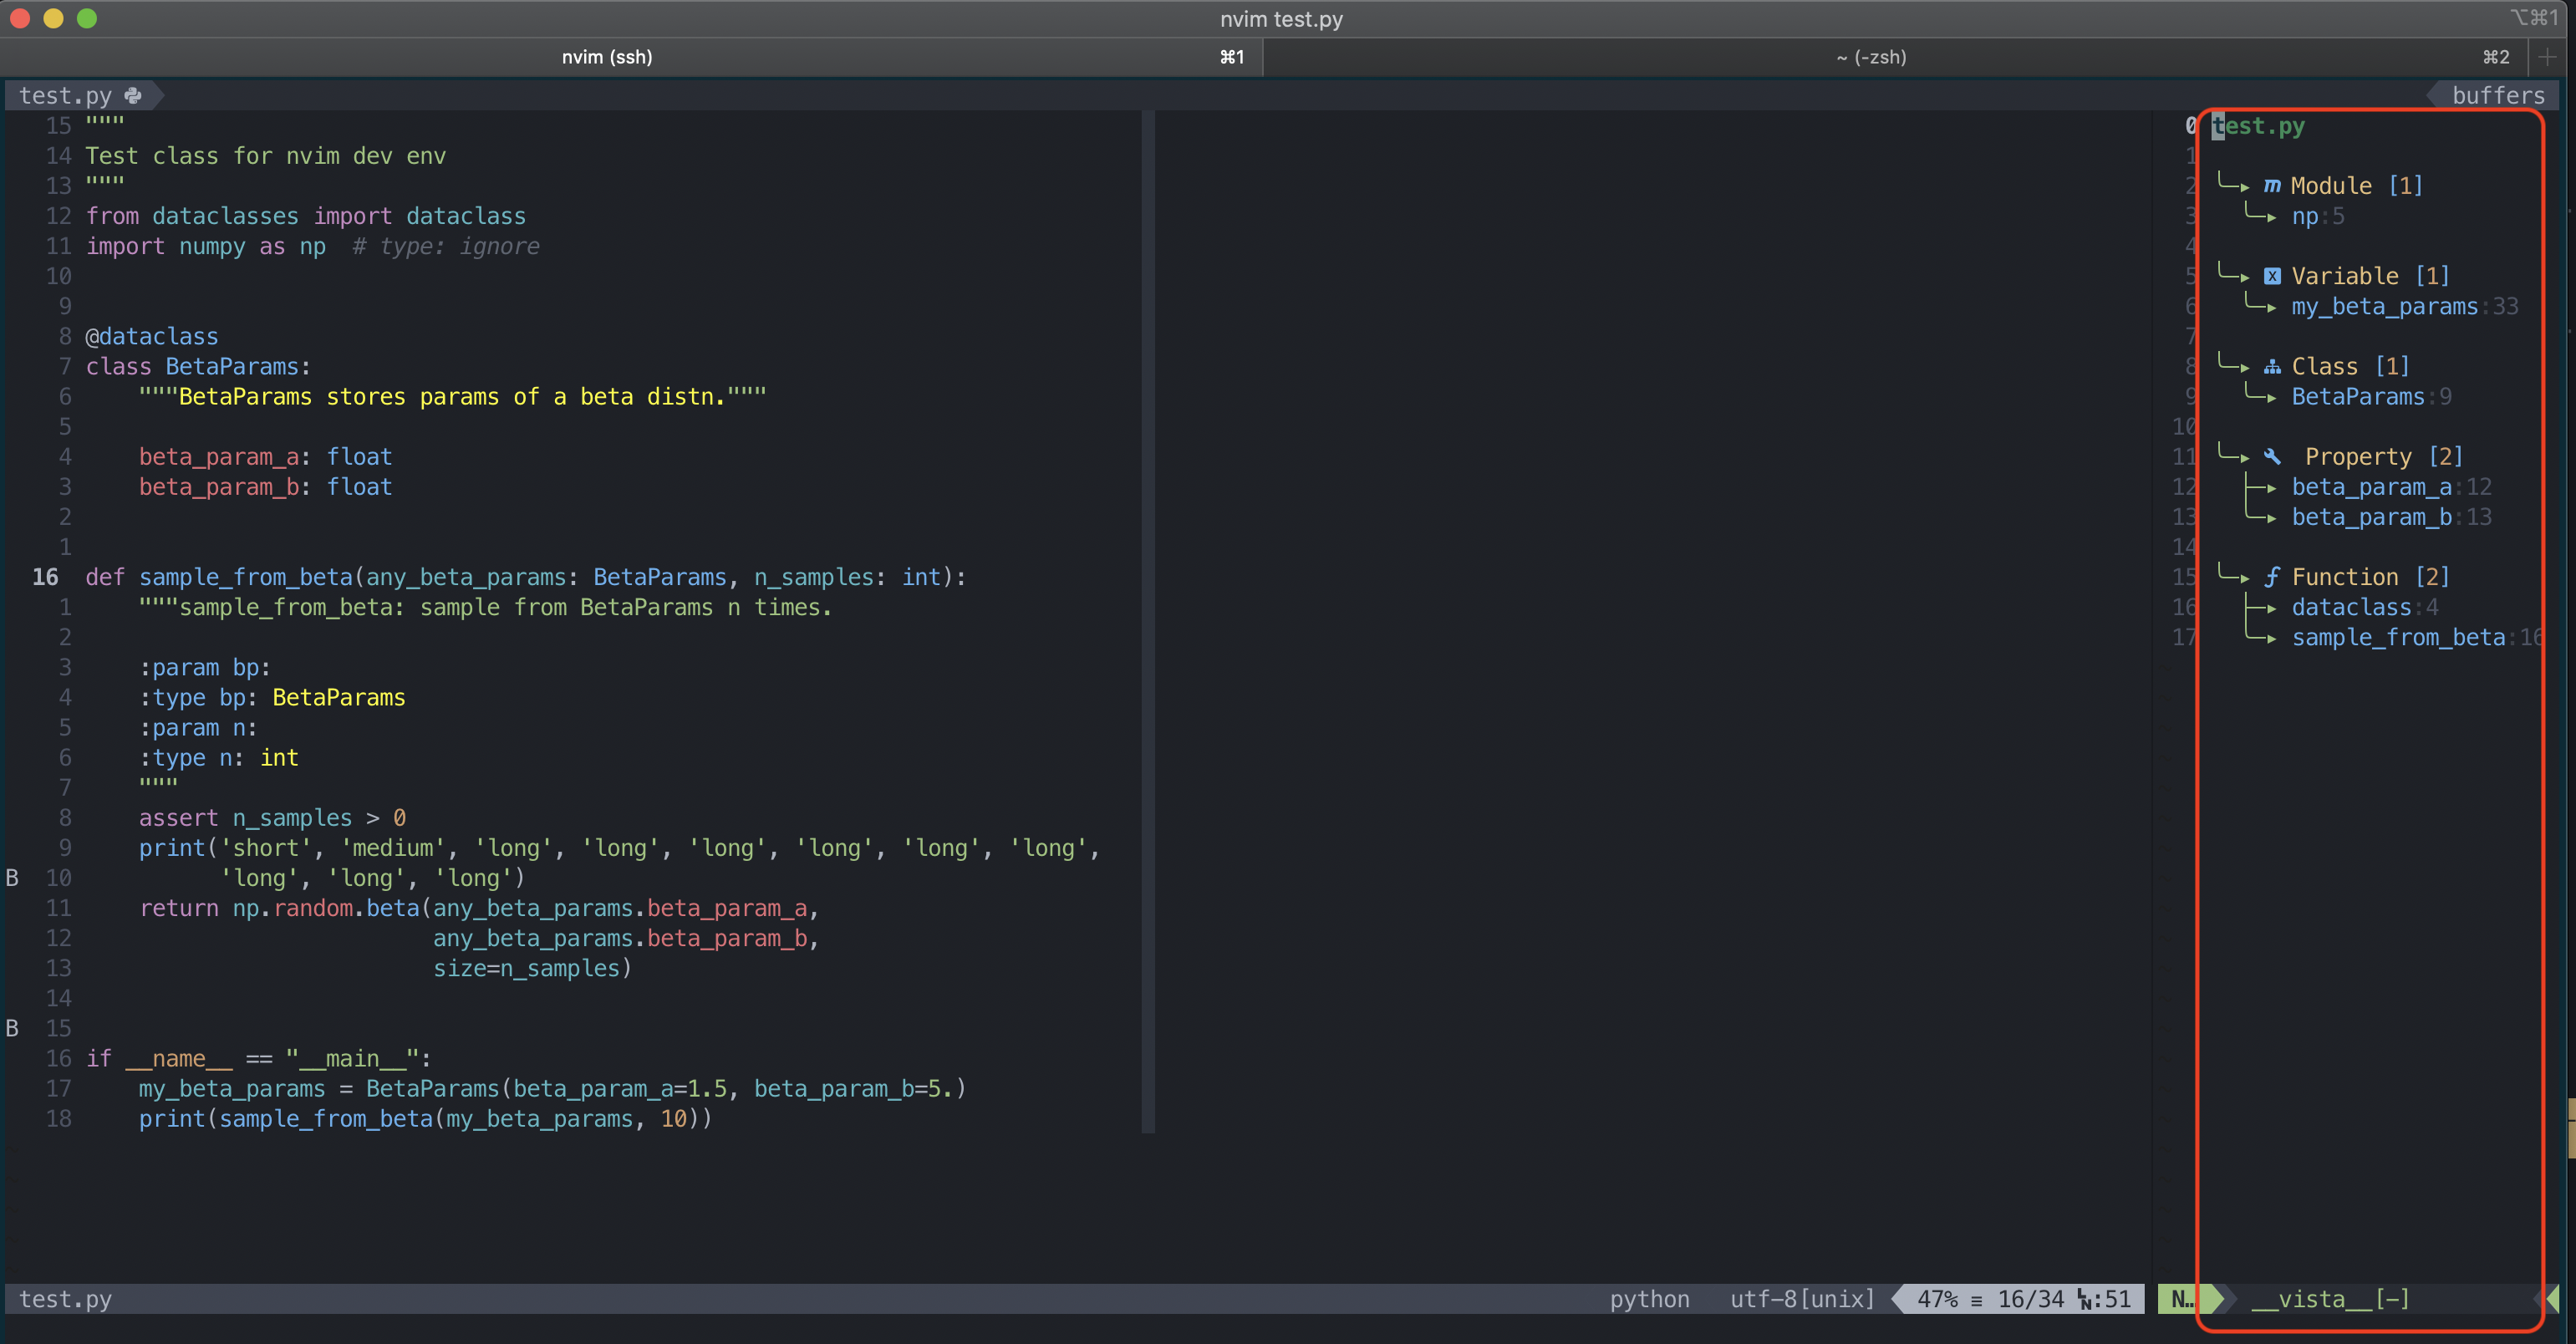 nvim test.py ⌥⌘1
nvim (ssh) ⌘1 ~ (-zsh) ⌘2 +
test.py buffers
15 """
14 Test class for nvim dev env
13 """
12 from dataclasses import dataclass
11 import numpy as np  # type: ignore
10
9
8 @dataclass
7 class BetaParams:
6     """BetaParams stores params of a beta distn."""
5
4     beta_param_a: float
3     beta_param_b: float
2
1
16 def sample_from_beta(any_beta_params: BetaParams, n_samples: int):
1     """sample_from_beta: sample from BetaParams n times.
2
3     :param bp:
4     :type bp: BetaParams
5     :param n:
6     :type n: int
7     """
8     assert n_samples > 0
9     print('short', 'medium', 'long', 'long', 'long', 'long', 'long', 'long',
B 10           'long', 'long', 'long')
11     return np.random.beta(any_beta_params.beta_param_a,
12                           any_beta_params.beta_param_b,
13                           size=n_samples)
14
B 15
16 if __name__ == "__main__":
17     my_beta_params = BetaParams(beta_param_a=1.5, beta_param_b=5.)
18     print(sample_from_beta(my_beta_params, 10))
0 test.py
1
2 m Module [1]
3 np:5
4
5 x Variable [1]
6 my_beta_params:33
7
8 Class [1]
9 BetaParams:9
10
11 Property [2]
12 beta_param_a:12
13 beta_param_b:13
14
15 ƒ Function [2]
16 dataclass:4
17 sample_from_beta:16
test.py python utf-8[unix] 47% ≡ 16/34 ㏑:51 N… __vista__[-]